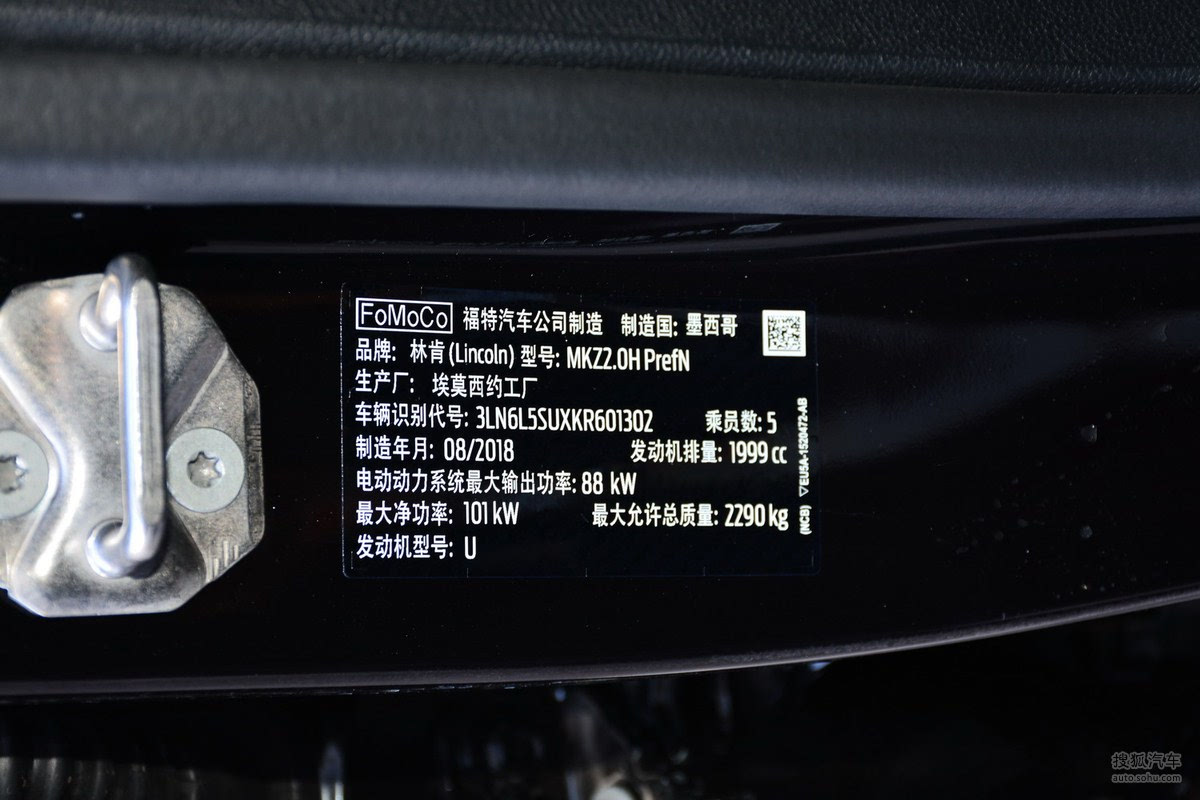 FoMoCo 福特汽车公司制造 制造国: 墨西哥
品牌: 林肯 (Lincoln) 型号: MKZ2.0H PrefN
生产厂: 埃莫西约工厂
车辆识别代号: 3LN6L5SUXKR601302 乘员数: 5
制造年月: 08/2018 发动机排量: 1999 cc
电动动力系统最大输出功率: 88 kW
最大净功率: 101 kW 最大允许总质量: 2290 kg
发动机型号: U
(NCB) ▽EU5A-1520472-AB
搜狐汽车
auto.sohu.com